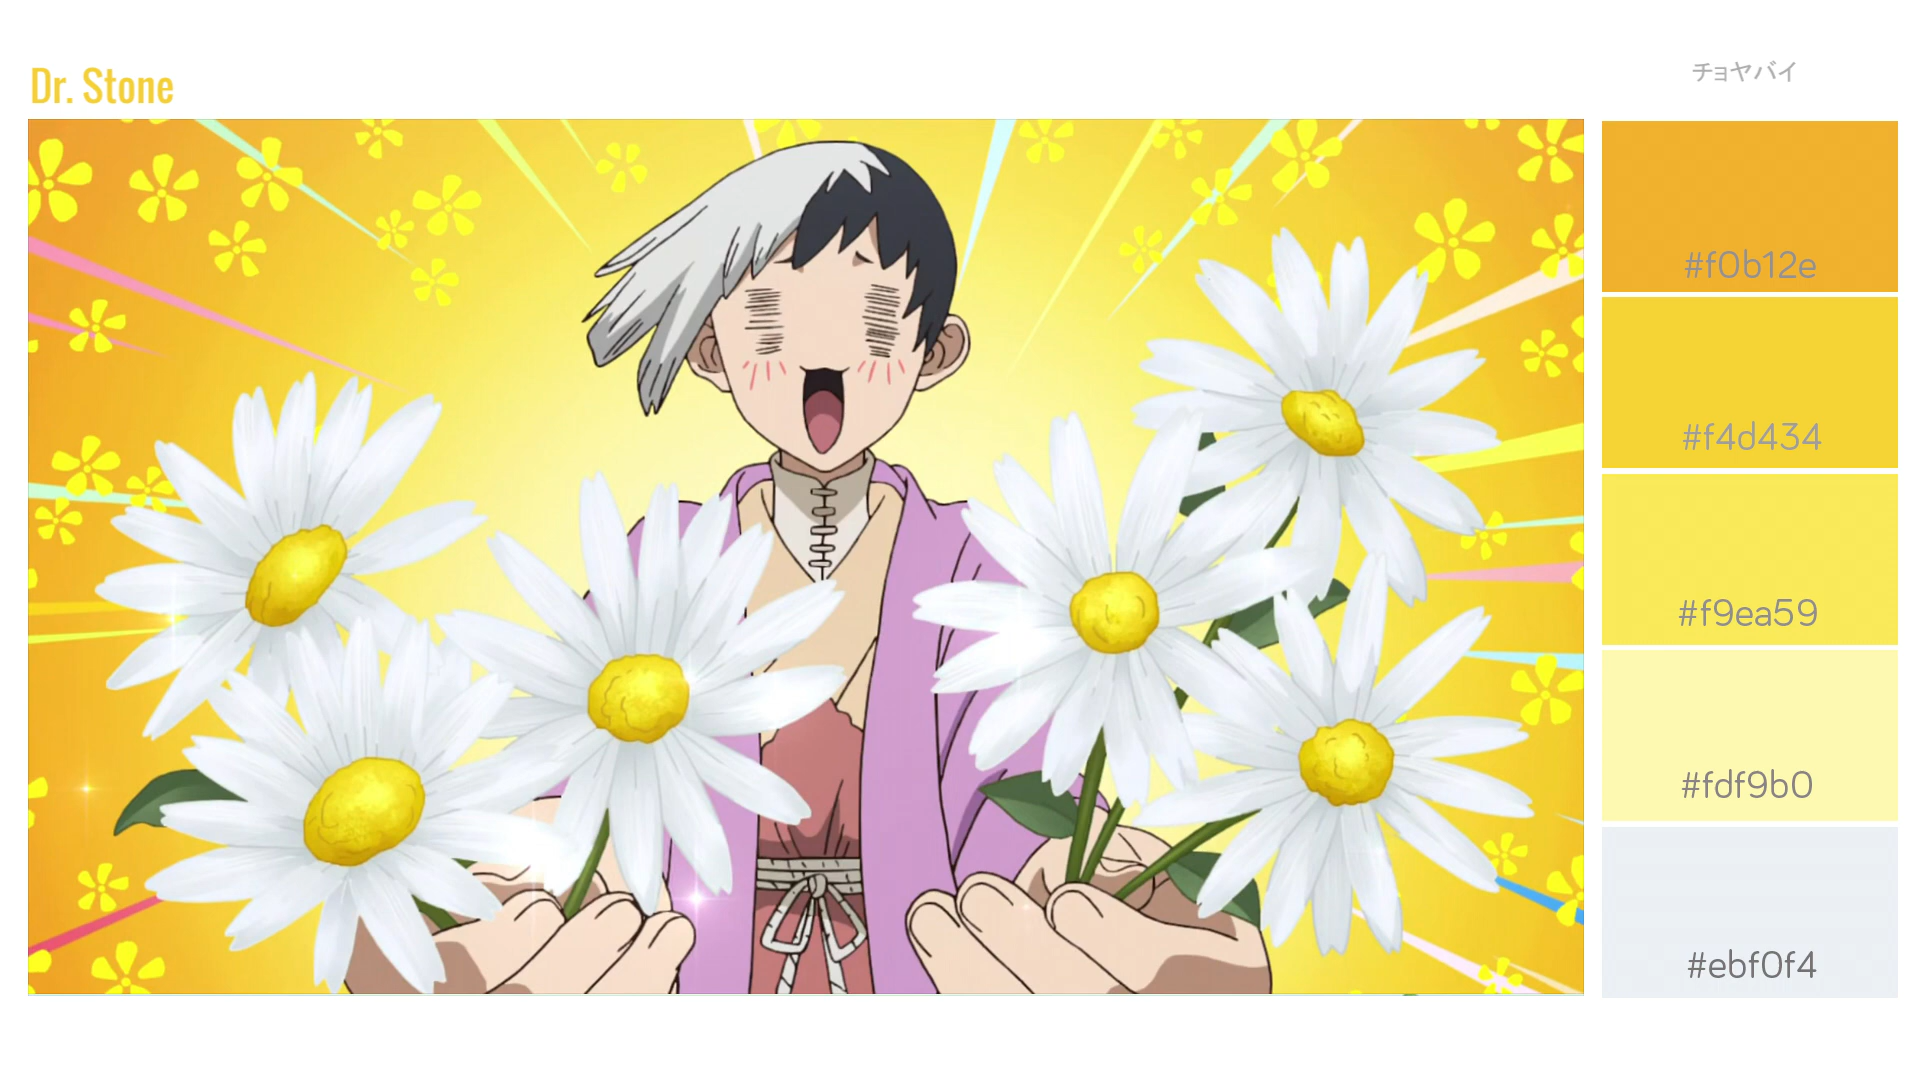 Dr. Stone
チョヤバイ
#f0b12e
#f4d434
#f9ea59
#fdf9b0
#ebf0f4